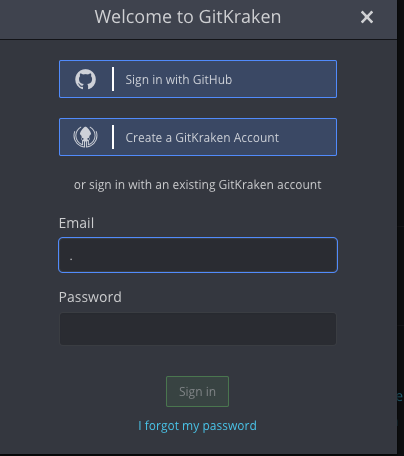 Welcome to GitKraken
Sign in with GitHub
Create a GitKraken Account
or sign in with an existing GitKraken account
Email
.
Password
Sign in
I forgot my password